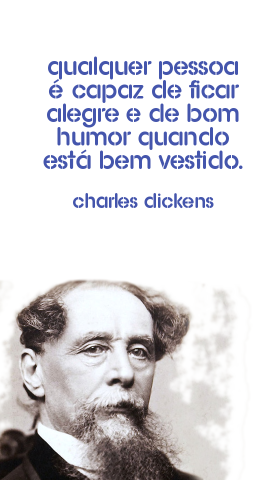 qualquer pessoa
é capaz de ficar
alegre e de bom
humor quando
está bem vestido.
charles dickens